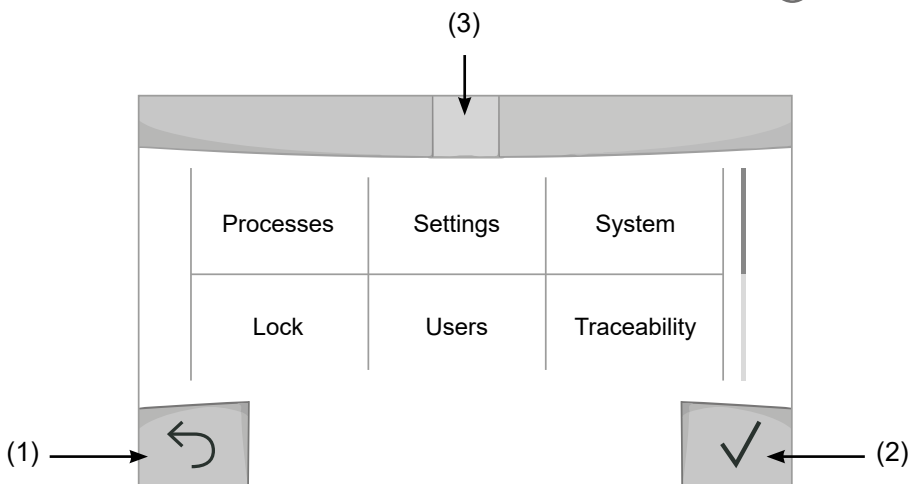 (3)
Processes Settings System
Lock Users Traceability
(1) (2)